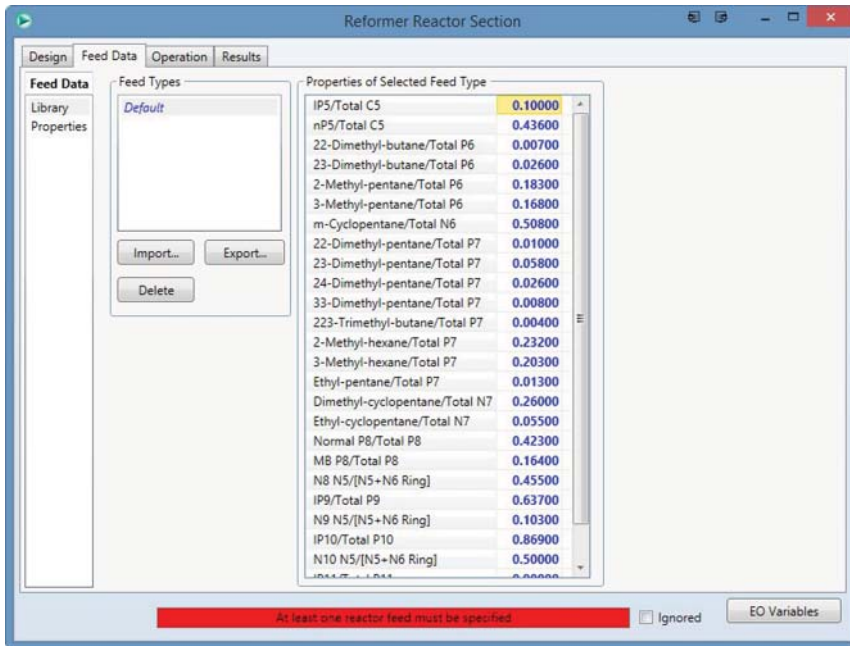 Reformer Reactor Section
Design Feed Data Operation Results
Feed Data
Library
Properties
Feed Types
Default
Import...
Export...
Delete
Properties of Selected Feed Type
IP5/Total C5 0.10000
nP5/Total C5 0.43600
22-Dimethyl-butane/Total P6 0.00700
23-Dimethyl-butane/Total P6 0.02600
2-Methyl-pentane/Total P6 0.18300
3-Methyl-pentane/Total P6 0.16800
m-Cyclopentane/Total N6 0.50800
22-Dimethyl-pentane/Total P7 0.01000
23-Dimethyl-pentane/Total P7 0.05800
24-Dimethyl-pentane/Total P7 0.02600
33-Dimethyl-pentane/Total P7 0.00800
223-Trimethyl-butane/Total P7 0.00400
2-Methyl-hexane/Total P7 0.23200
3-Methyl-hexane/Total P7 0.20300
Ethyl-pentane/Total P7 0.01300
Dimethyl-cyclopentane/Total N7 0.26000
Ethyl-cyclopentane/Total N7 0.05500
Normal P8/Total P8 0.42300
MB P8/Total P8 0.16400
N8 N5/[N5+N6 Ring] 0.45500
IP9/Total P9 0.63700
N9 N5/[N5+N6 Ring] 0.10300
IP10/Total P10 0.86900
N10 N5/[N5+N6 Ring] 0.50000
At least one reactor feed must be specified
Ignored
EO Variables